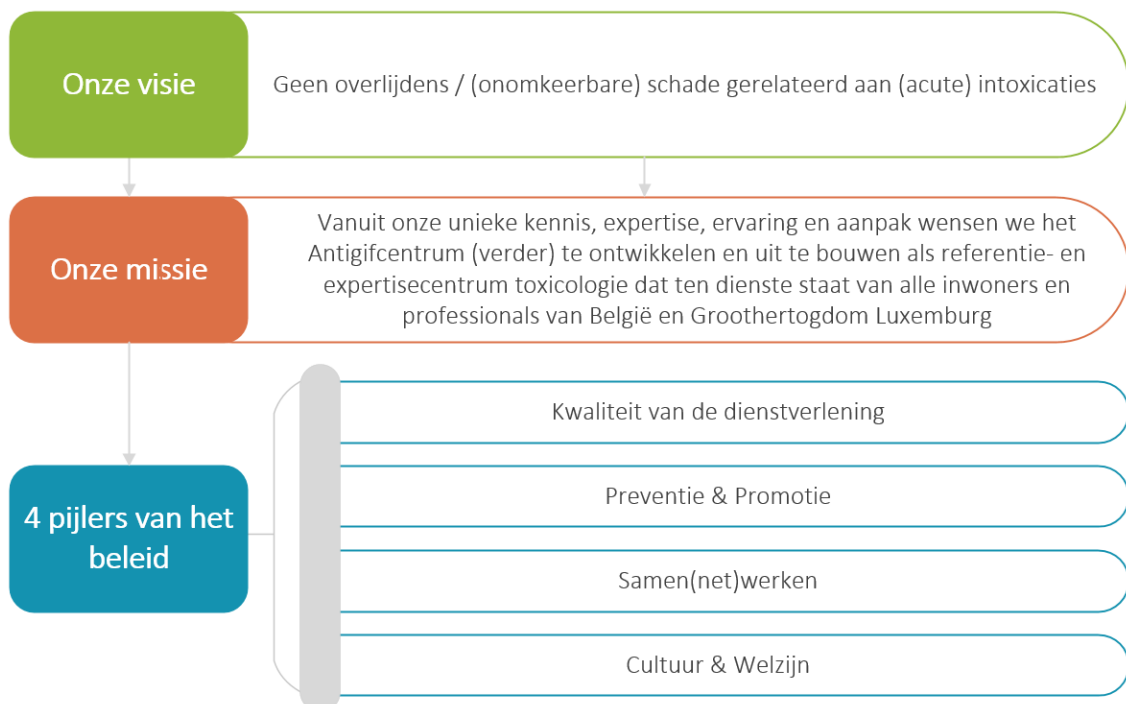 Onze visie
Geen overlijdens / (onomkeerbare) schade gerelateerd aan (acute) intoxicaties
Onze missie
Vanuit onze unieke kennis, expertise, ervaring en aanpak wensen we het
Antigifcentrum (verder) te ontwikkelen en uit te bouwen als referentie- en
expertisecentrum toxicologie dat ten dienste staat van alle inwoners en
professionals van België en Groothertogdom Luxemburg
4 pijlers van het
beleid
Kwaliteit van de dienstverlening
Preventie & Promotie
Samen(net)werken
Cultuur & Welzijn